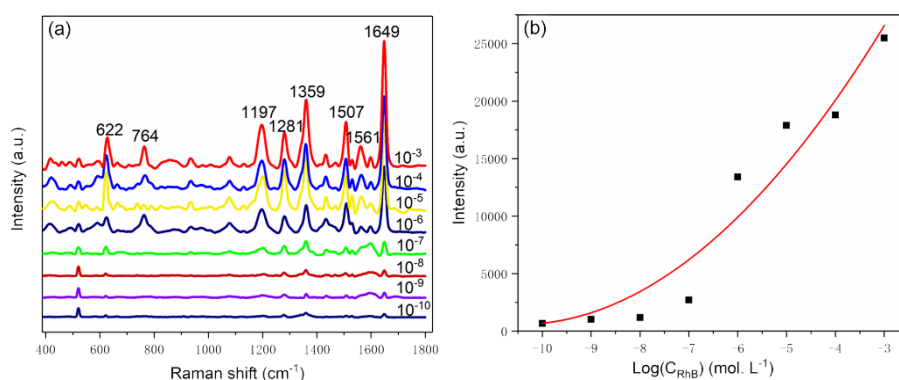 (a)
1649
1359
1197
1281
1507
1561
622
764
10-3
10-4
10-5
10-6
10-7
10-8
10-9
10-10
Intensity (a.u.)
400 600 800 1000 1200 1400 1600 1800
Raman shift (cm-1)
(b)
25000
20000
15000
10000
5000
0
Intensity (a.u.)
-10 -9 -8 -7 -6 -5 -4 -3
Log(CRhB) (mol. L-1)